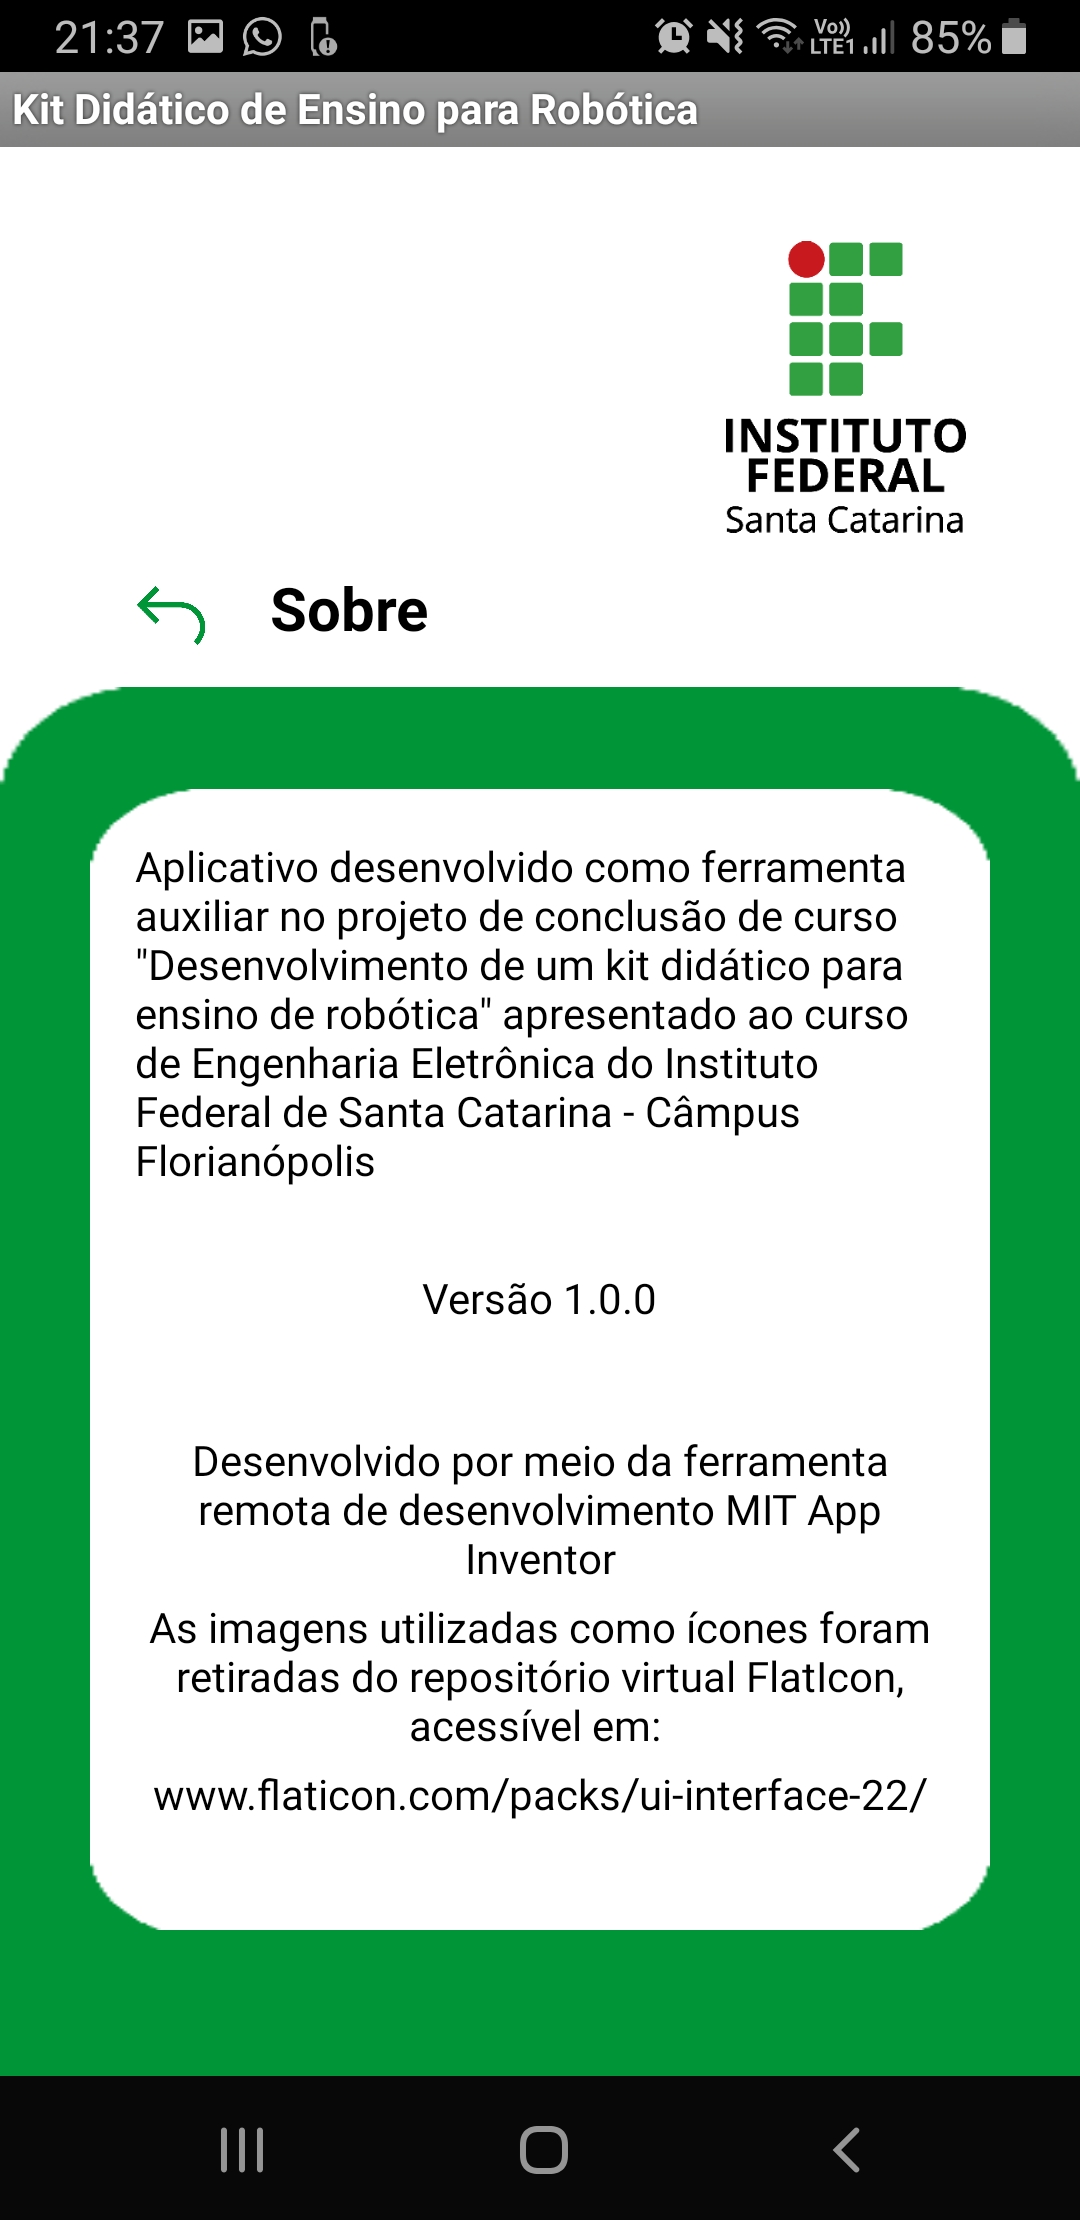 21:37
Vo)) LTE1 85%
Kit Didático de Ensino para Robótica
INSTITUTO
FEDERAL
Santa Catarina
Sobre
Aplicativo desenvolvido como ferramenta
auxiliar no projeto de conclusão de curso
"Desenvolvimento de um kit didático para
ensino de robótica" apresentado ao curso
de Engenharia Eletrônica do Instituto
Federal de Santa Catarina - Câmpus
Florianópolis
Versão 1.0.0
Desenvolvido por meio da ferramenta
remota de desenvolvimento MIT App
Inventor
As imagens utilizadas como ícones foram
retiradas do repositório virtual FlatIcon,
acessível em:
www.flaticon.com/packs/ui-interface-22/